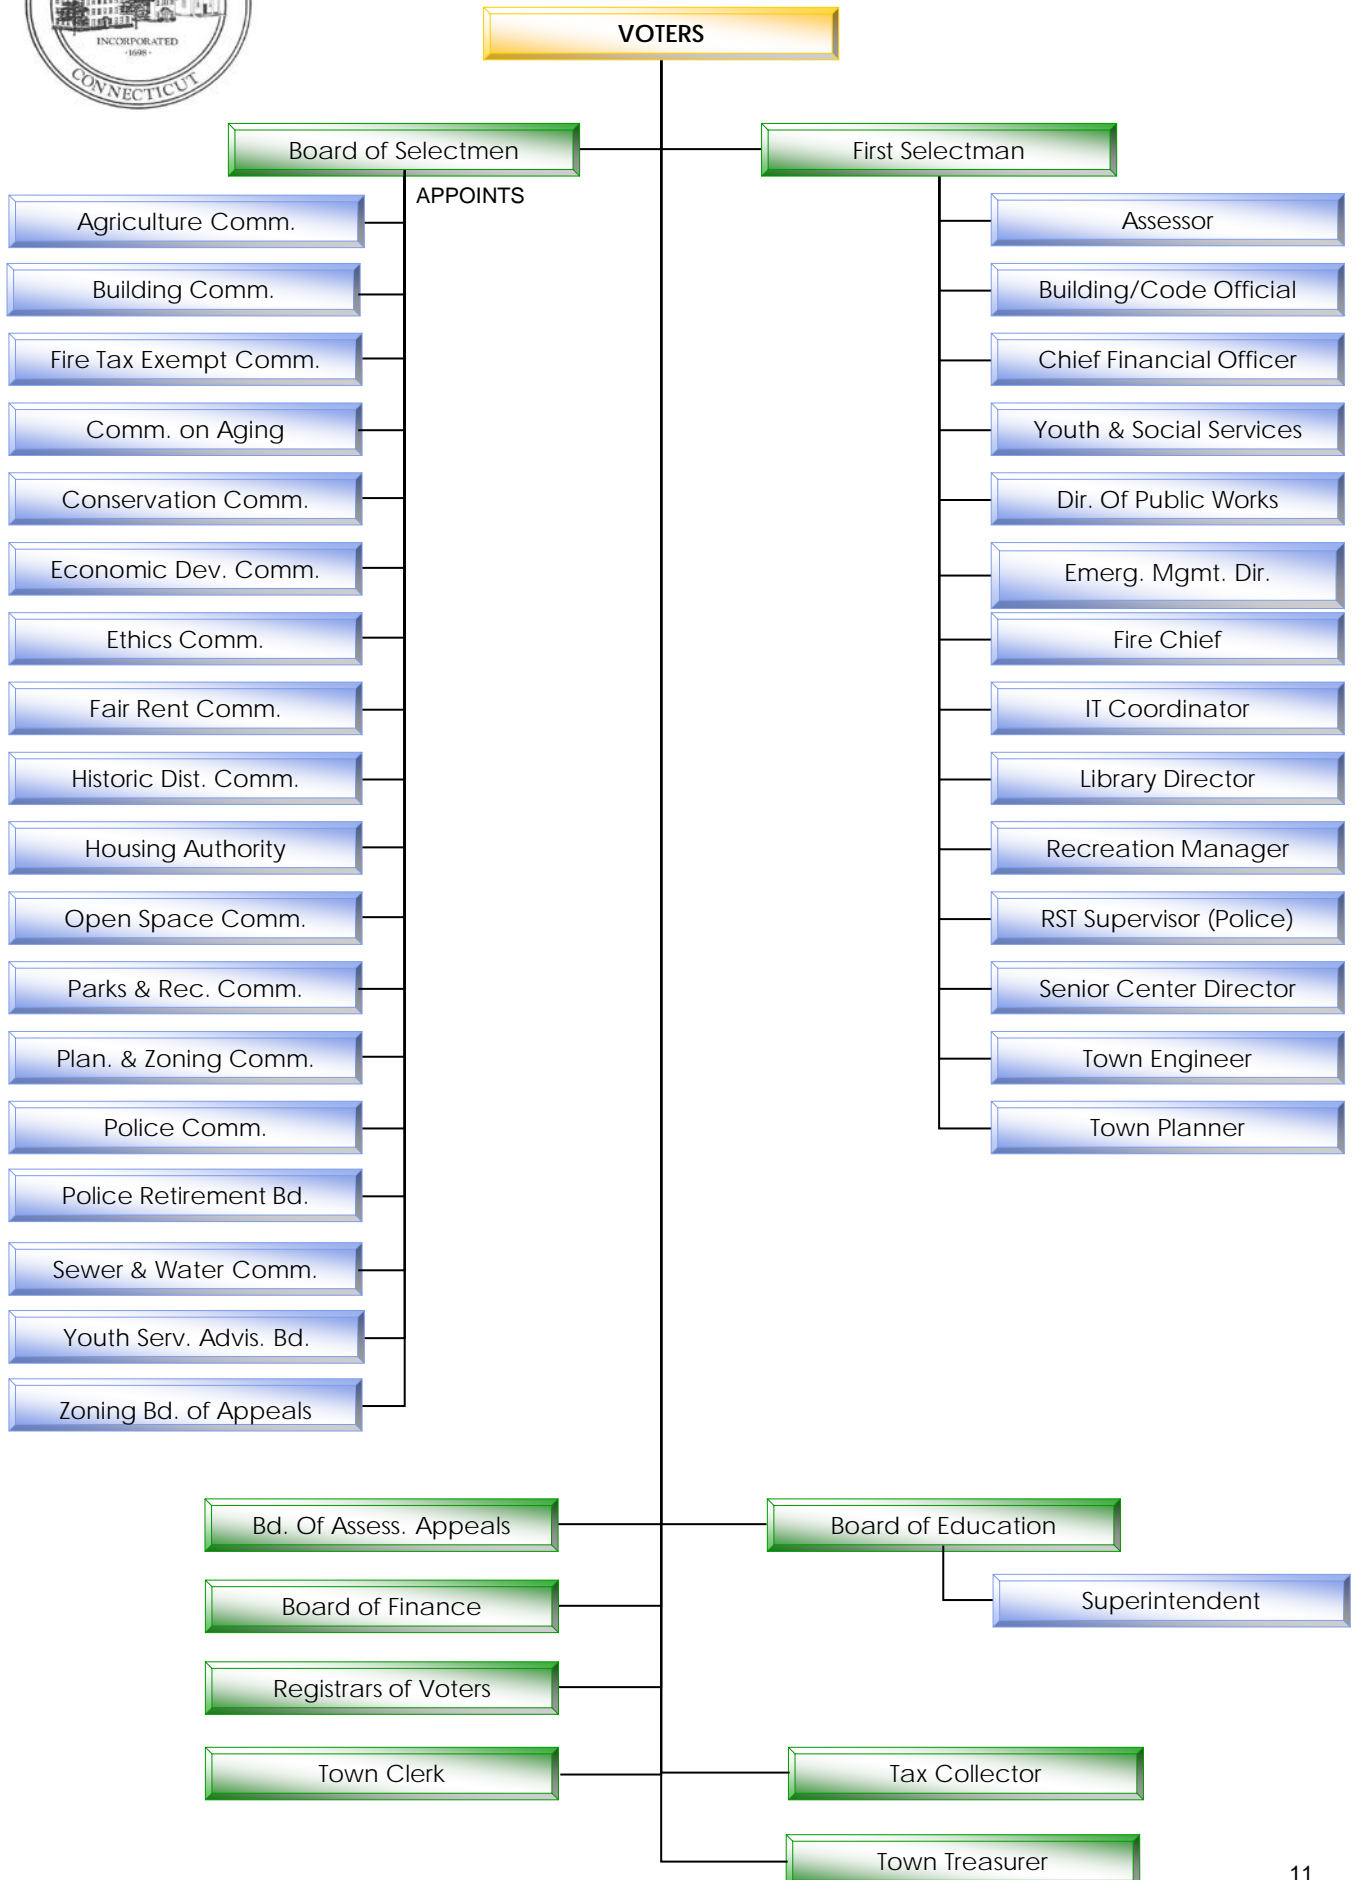 INCORPORATED
-1698-
CONNECTICUT
VOTERS
Board of Selectmen
First Selectman
APPOINTS
Agriculture Comm.
Building Comm.
Fire Tax Exempt Comm.
Comm. on Aging
Conservation Comm.
Economic Dev. Comm.
Ethics Comm.
Fair Rent Comm.
Historic Dist. Comm.
Housing Authority
Open Space Comm.
Parks & Rec. Comm.
Plan. & Zoning Comm.
Police Comm.
Police Retirement Bd.
Sewer & Water Comm.
Youth Serv. Advis. Bd.
Zoning Bd. of Appeals
Assessor
Building/Code Official
Chief Financial Officer
Youth & Social Services
Dir. Of Public Works
Emerg. Mgmt. Dir.
Fire Chief
IT Coordinator
Library Director
Recreation Manager
RST Supervisor (Police)
Senior Center Director
Town Engineer
Town Planner
Bd. Of Assess. Appeals
Board of Education
Superintendent
Board of Finance
Registrars of Voters
Town Clerk
Tax Collector
Town Treasurer
11